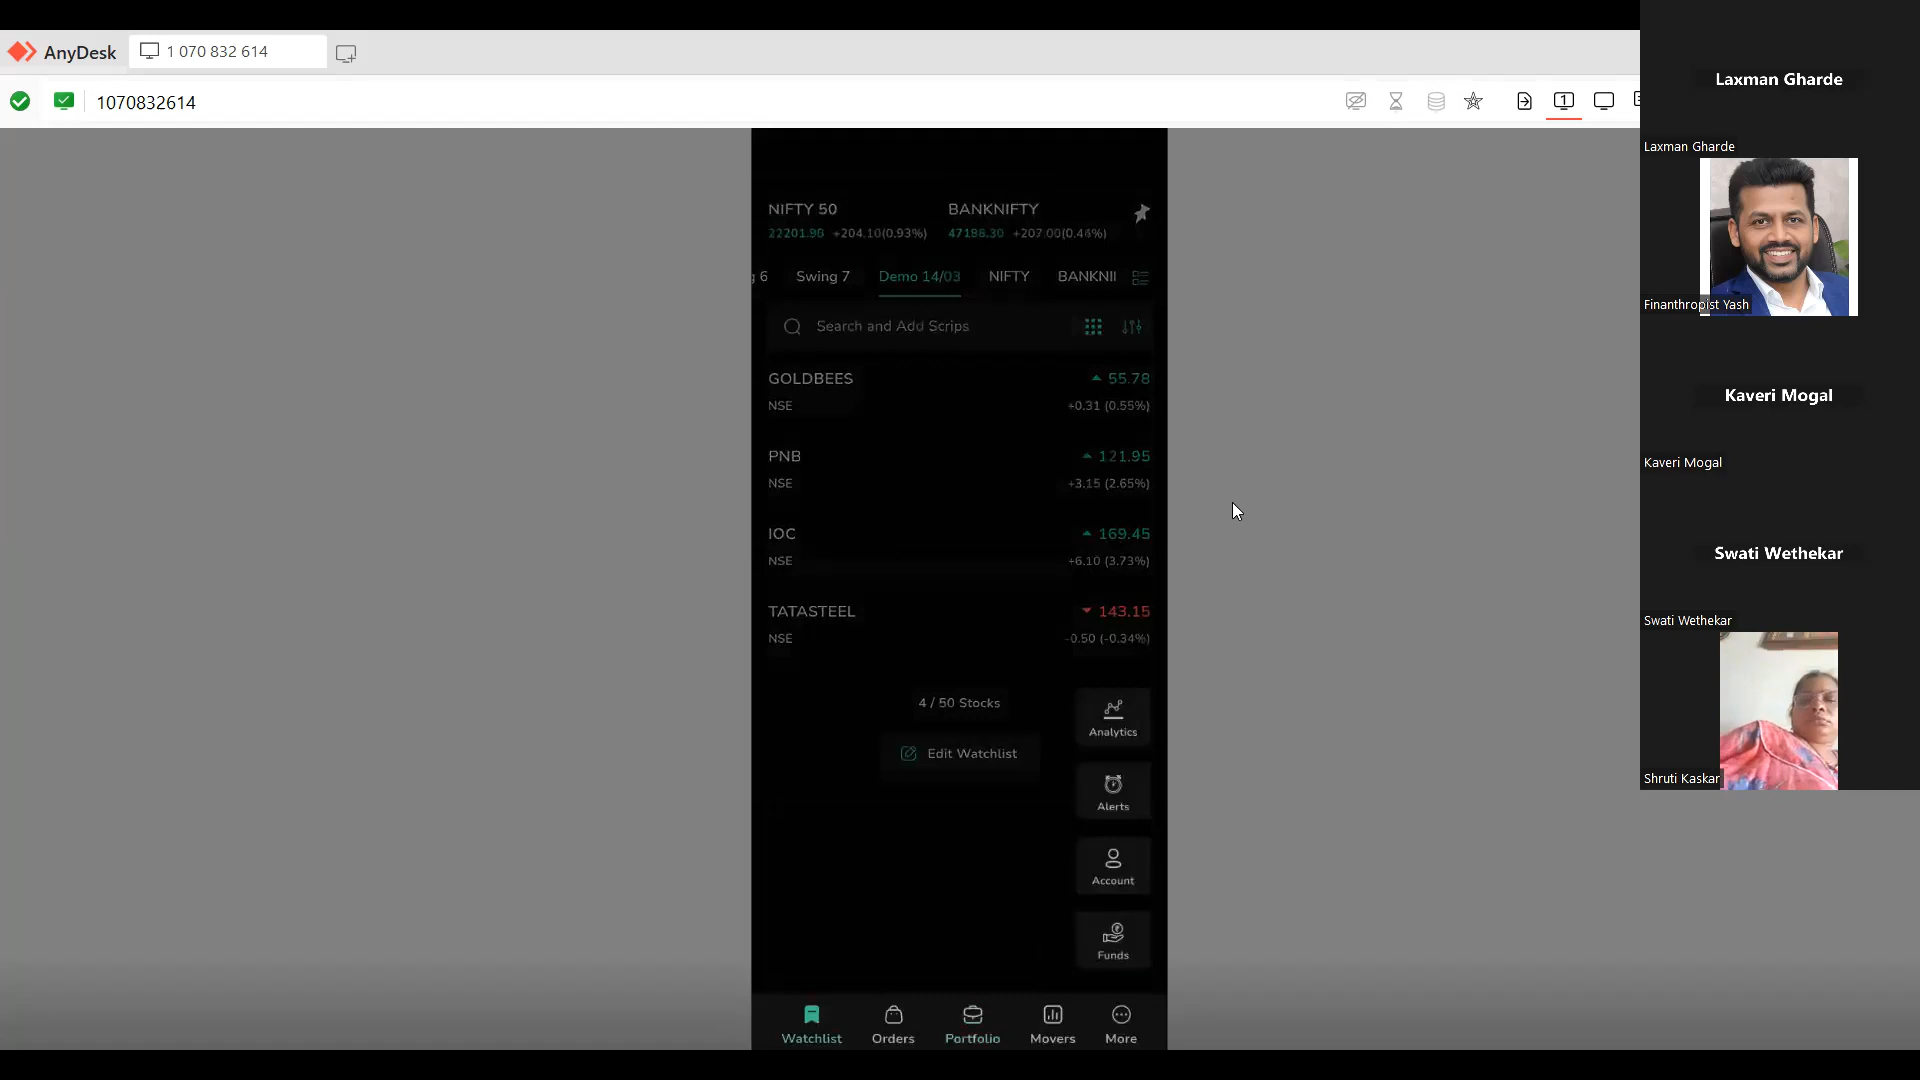 AnyDesk
1 070 832 614
1070832614
NIFTY 50
BANKNIFTY
22201.90 +204.10(0.93%)
47188.30 +207.00(0.44%)
g 6
Swing 7
Demo 14/03
NIFTY
BANKNII
Search and Add Scrips
GOLDBEES
55.78
NSE
+0.31 (0.55%)
PNB
121.95
NSE
+3.15 (2.65%)
IOC
169.45
NSE
+6.10 (3.73%)
TATASTEEL
143.15
NSE
-0.50 (-0.34%)
4 / 50 Stocks
Edit Watchlist
Analytics
Alerts
Account
Funds
Watchlist
Orders
Portfolio
Movers
More
Laxman Gharde
Laxman Gharde
Finanthropist Yash
Kaveri Mogal
Kaveri Mogal
Swati Wethekar
Swati Wethekar
Shruti Kaskar